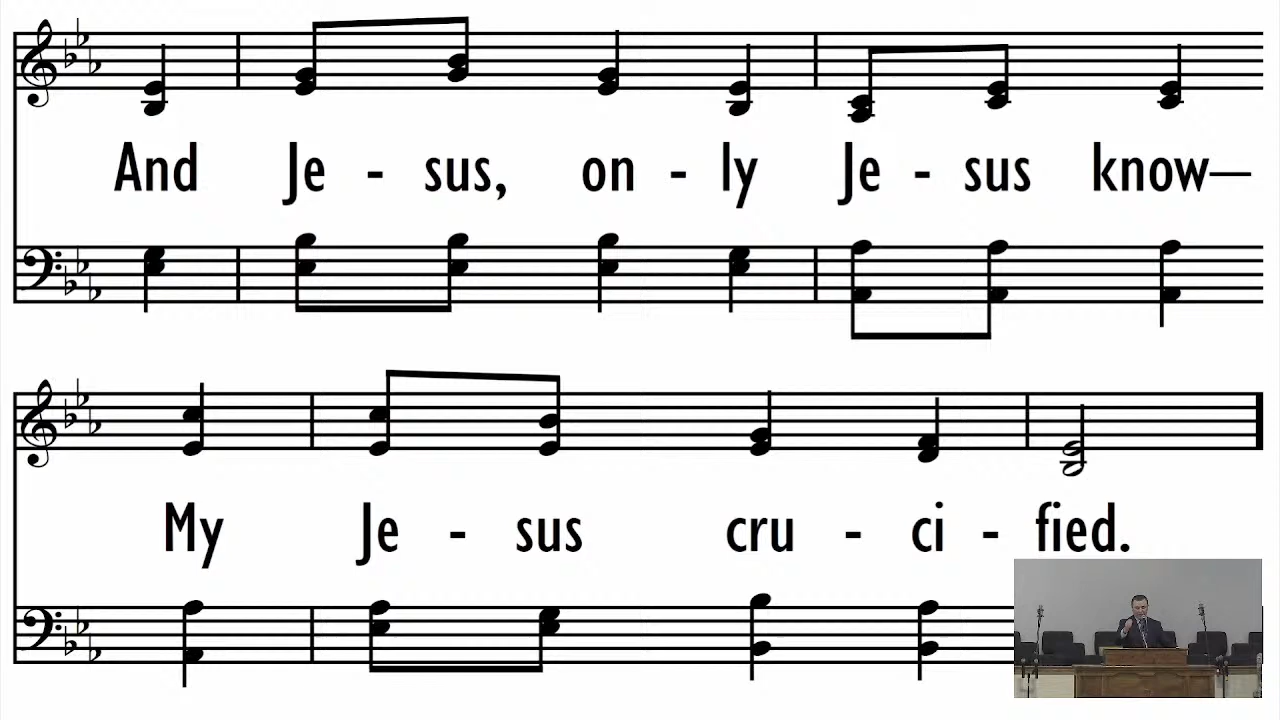 And Je - sus, on - ly Je - sus know—
My Je - sus cru - ci - fied.